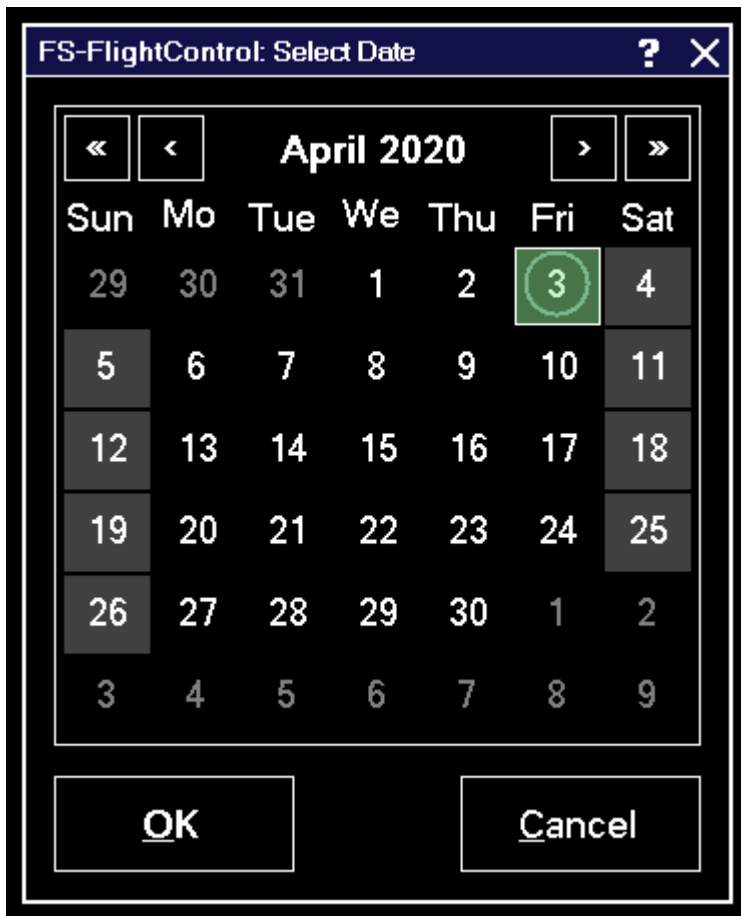 FS-FlightControl: Select Date ? X
« ‹ April 2020 › »
Sun Mo Tue We Thu Fri Sat
29 30 31 1 2 3 4
5 6 7 8 9 10 11
12 13 14 15 16 17 18
19 20 21 22 23 24 25
26 27 28 29 30 1 2
3 4 5 6 7 8 9
OK Cancel